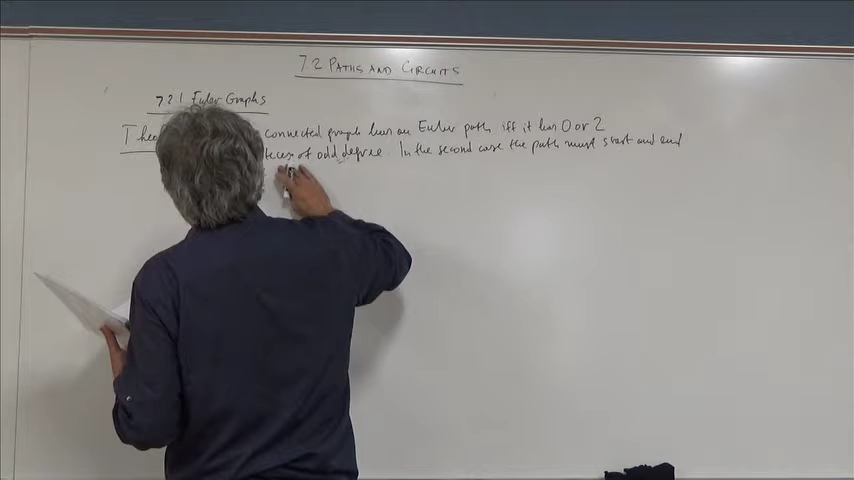 7.2 PATHS AND CIRCUITS
7.2.1 Euler Graphs
connected graph has an Euler path iff it has 0 or 2
of odd degree. In the second case the path must start and end